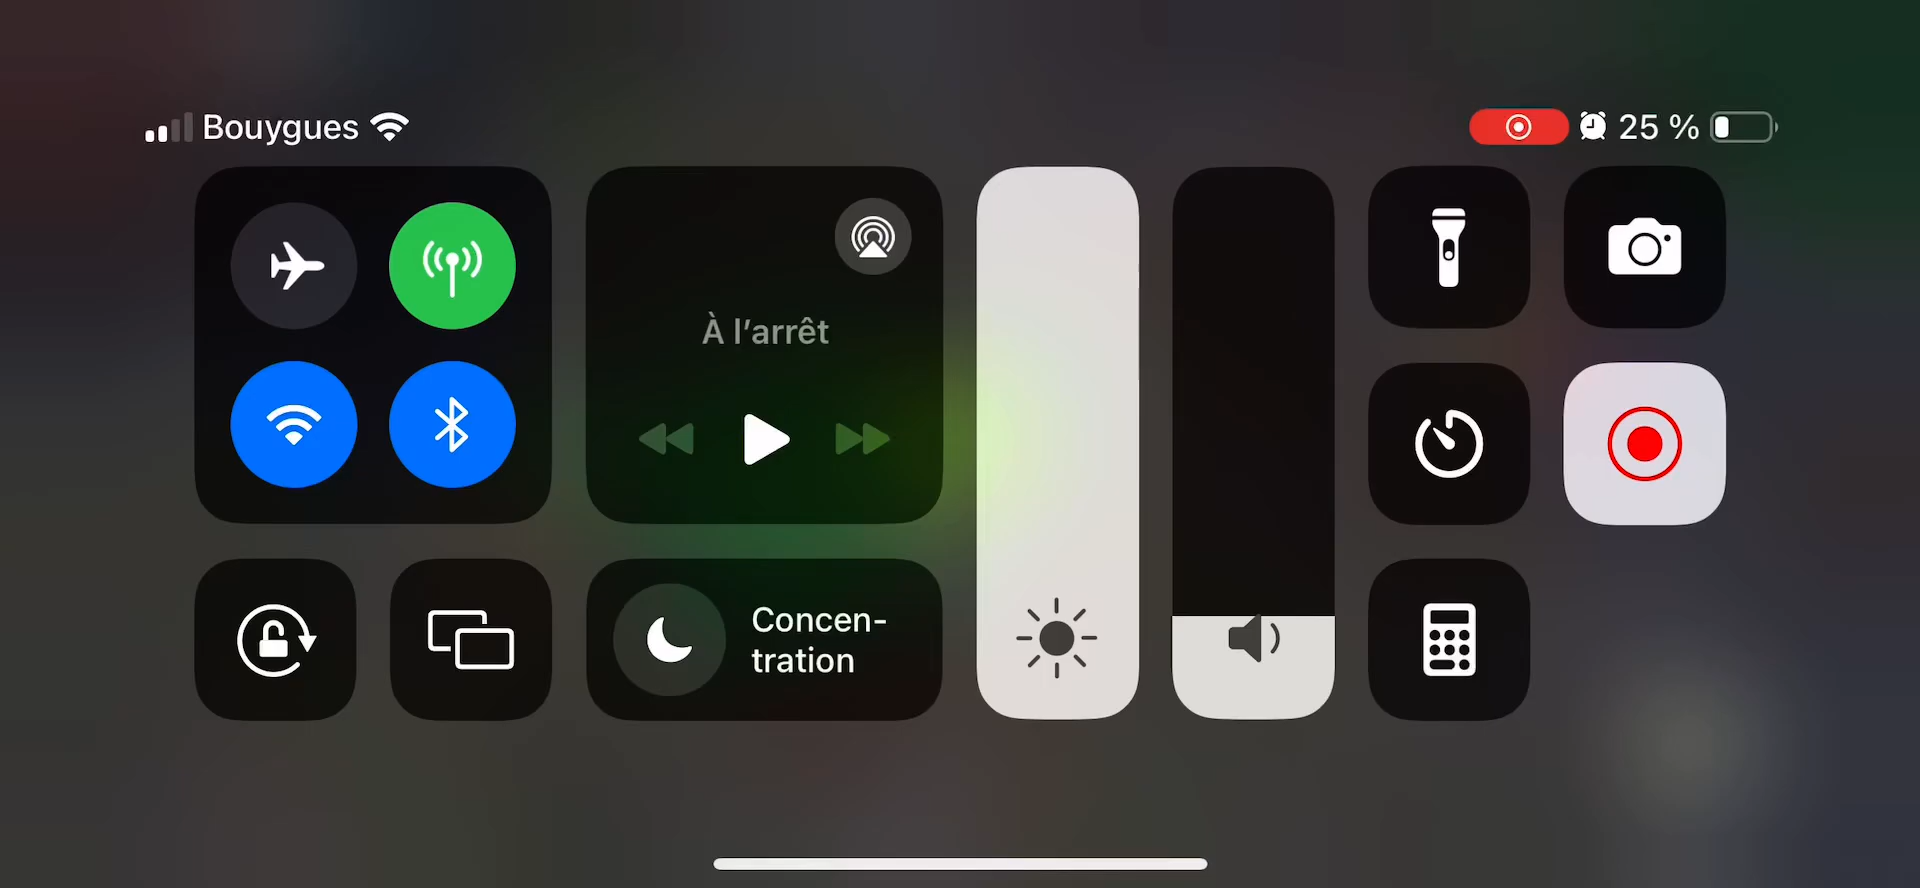 Bouygues
25 %
À l’arrêt
Concen-
tration